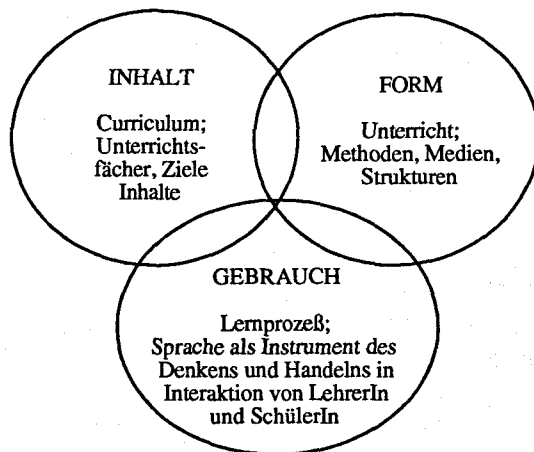 INHALT
Curriculum;
Unterrichts-
fächer, Ziele
Inhalte
FORM
Unterricht;
Methoden, Medien,
Strukturen
GEBRAUCH
Lernprozeß;
Sprache als Instrument des
Denkens und Handelns in
Interaktion von LehrerIn
und SchülerIn